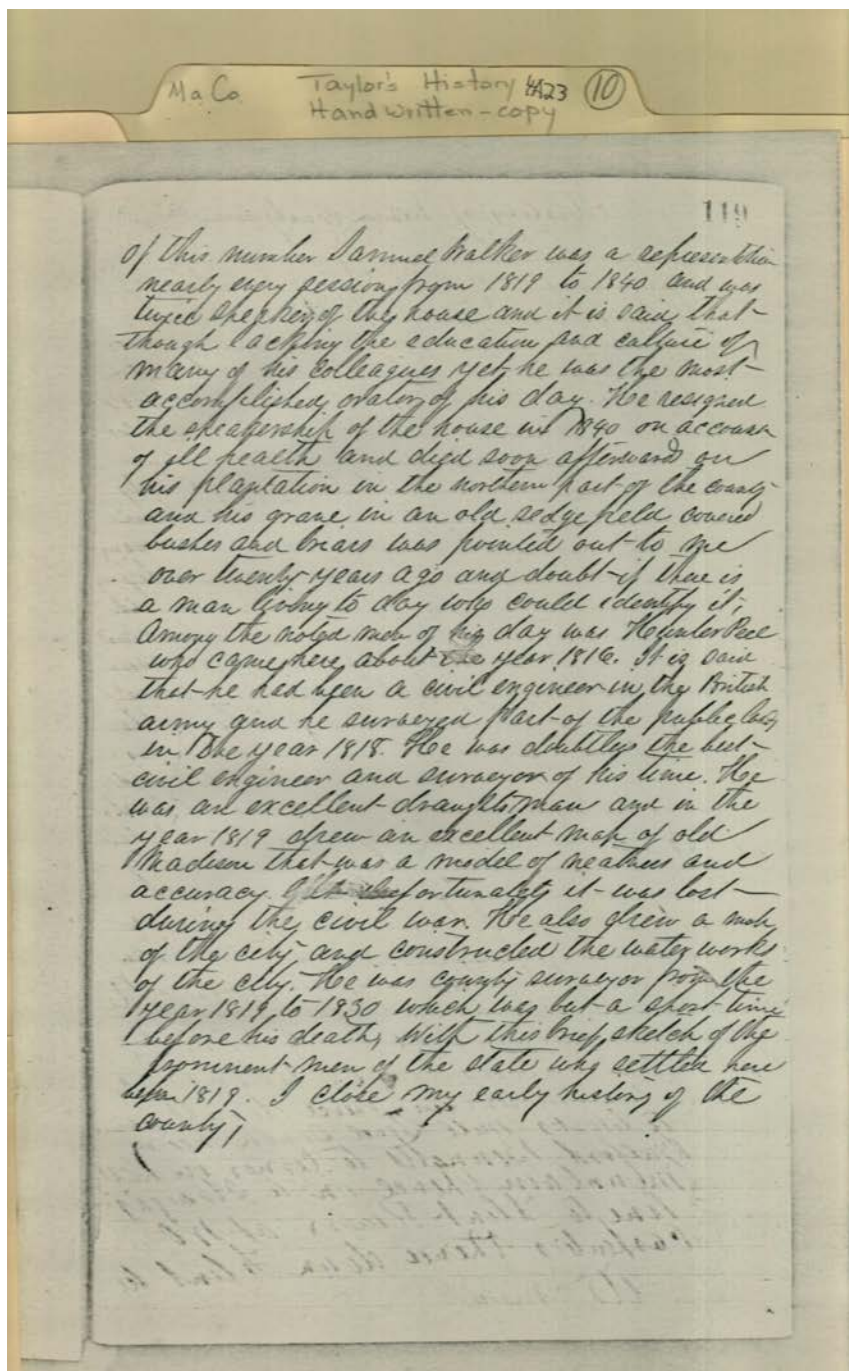 Ma Co Taylor's History 4A23 10
Handwritten-copy
119
of this number Samuel Walker was a representative
nearly every session from 1819 to 1840 and was
twice speaker of the house and it is said that
though lacking the education and culture of
many of his colleagues yet he was the most
accomplished orator of his day. He resigned
the speakership of the house in 1840 on account
of ill health and died soon afterwards on
his plantation in the northern part of the county
and his grave in an old sedge field covered
bushes and briars was pointed out to me
over twenty years ago and doubt if there is
a man living to day who could identify it;
Among the noted men of his day was Hunter Peel
who came here about the year 1816. It is said
that he had been a civil engineer in the British
army and he surveyed part of the public lands
in the year 1818. He was doubtless the best
civil engineer and surveyor of his time. He
was an excellent draughtsman and in the
year 1819 drew an excellent map of old
Madison that was a model of neatness and
accuracy. Unfortunately it was lost
during the civil war. He also drew a map
of the city, and constructed the water works
of the city. He was county surveyor from the
year 1819 to 1830 which was but a short time
before his death, With this brief sketch of the
prominent men of the state who settled here
1819. I close my early history of the
county,